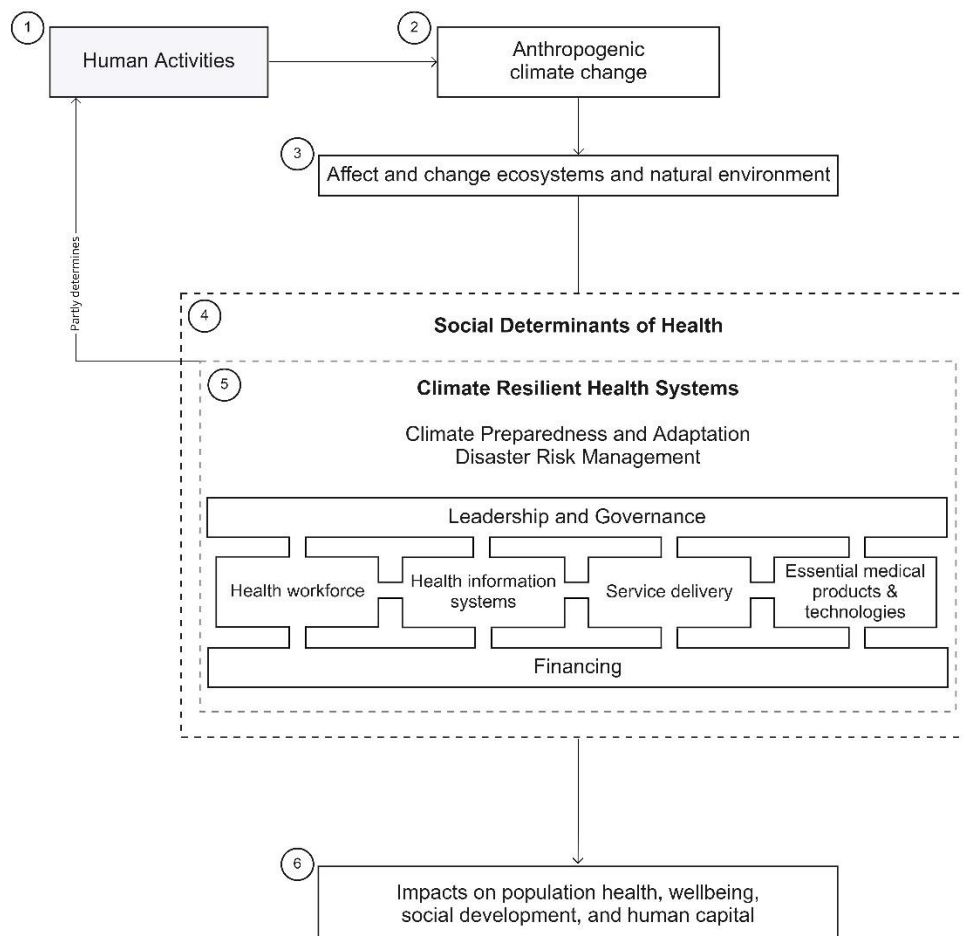 1
Human Activities
2
Anthropogenic
climate change
3
Affect and change ecosystems and natural environment
Partly determines
4
Social Determinants of Health
5
Climate Resilient Health Systems
Climate Preparedness and Adaptation
Disaster Risk Management
Leadership and Governance
Health workforce
Health information
systems
Service delivery
Essential medical
products &
technologies
Financing
6
Impacts on population health, wellbeing,
social development, and human capital